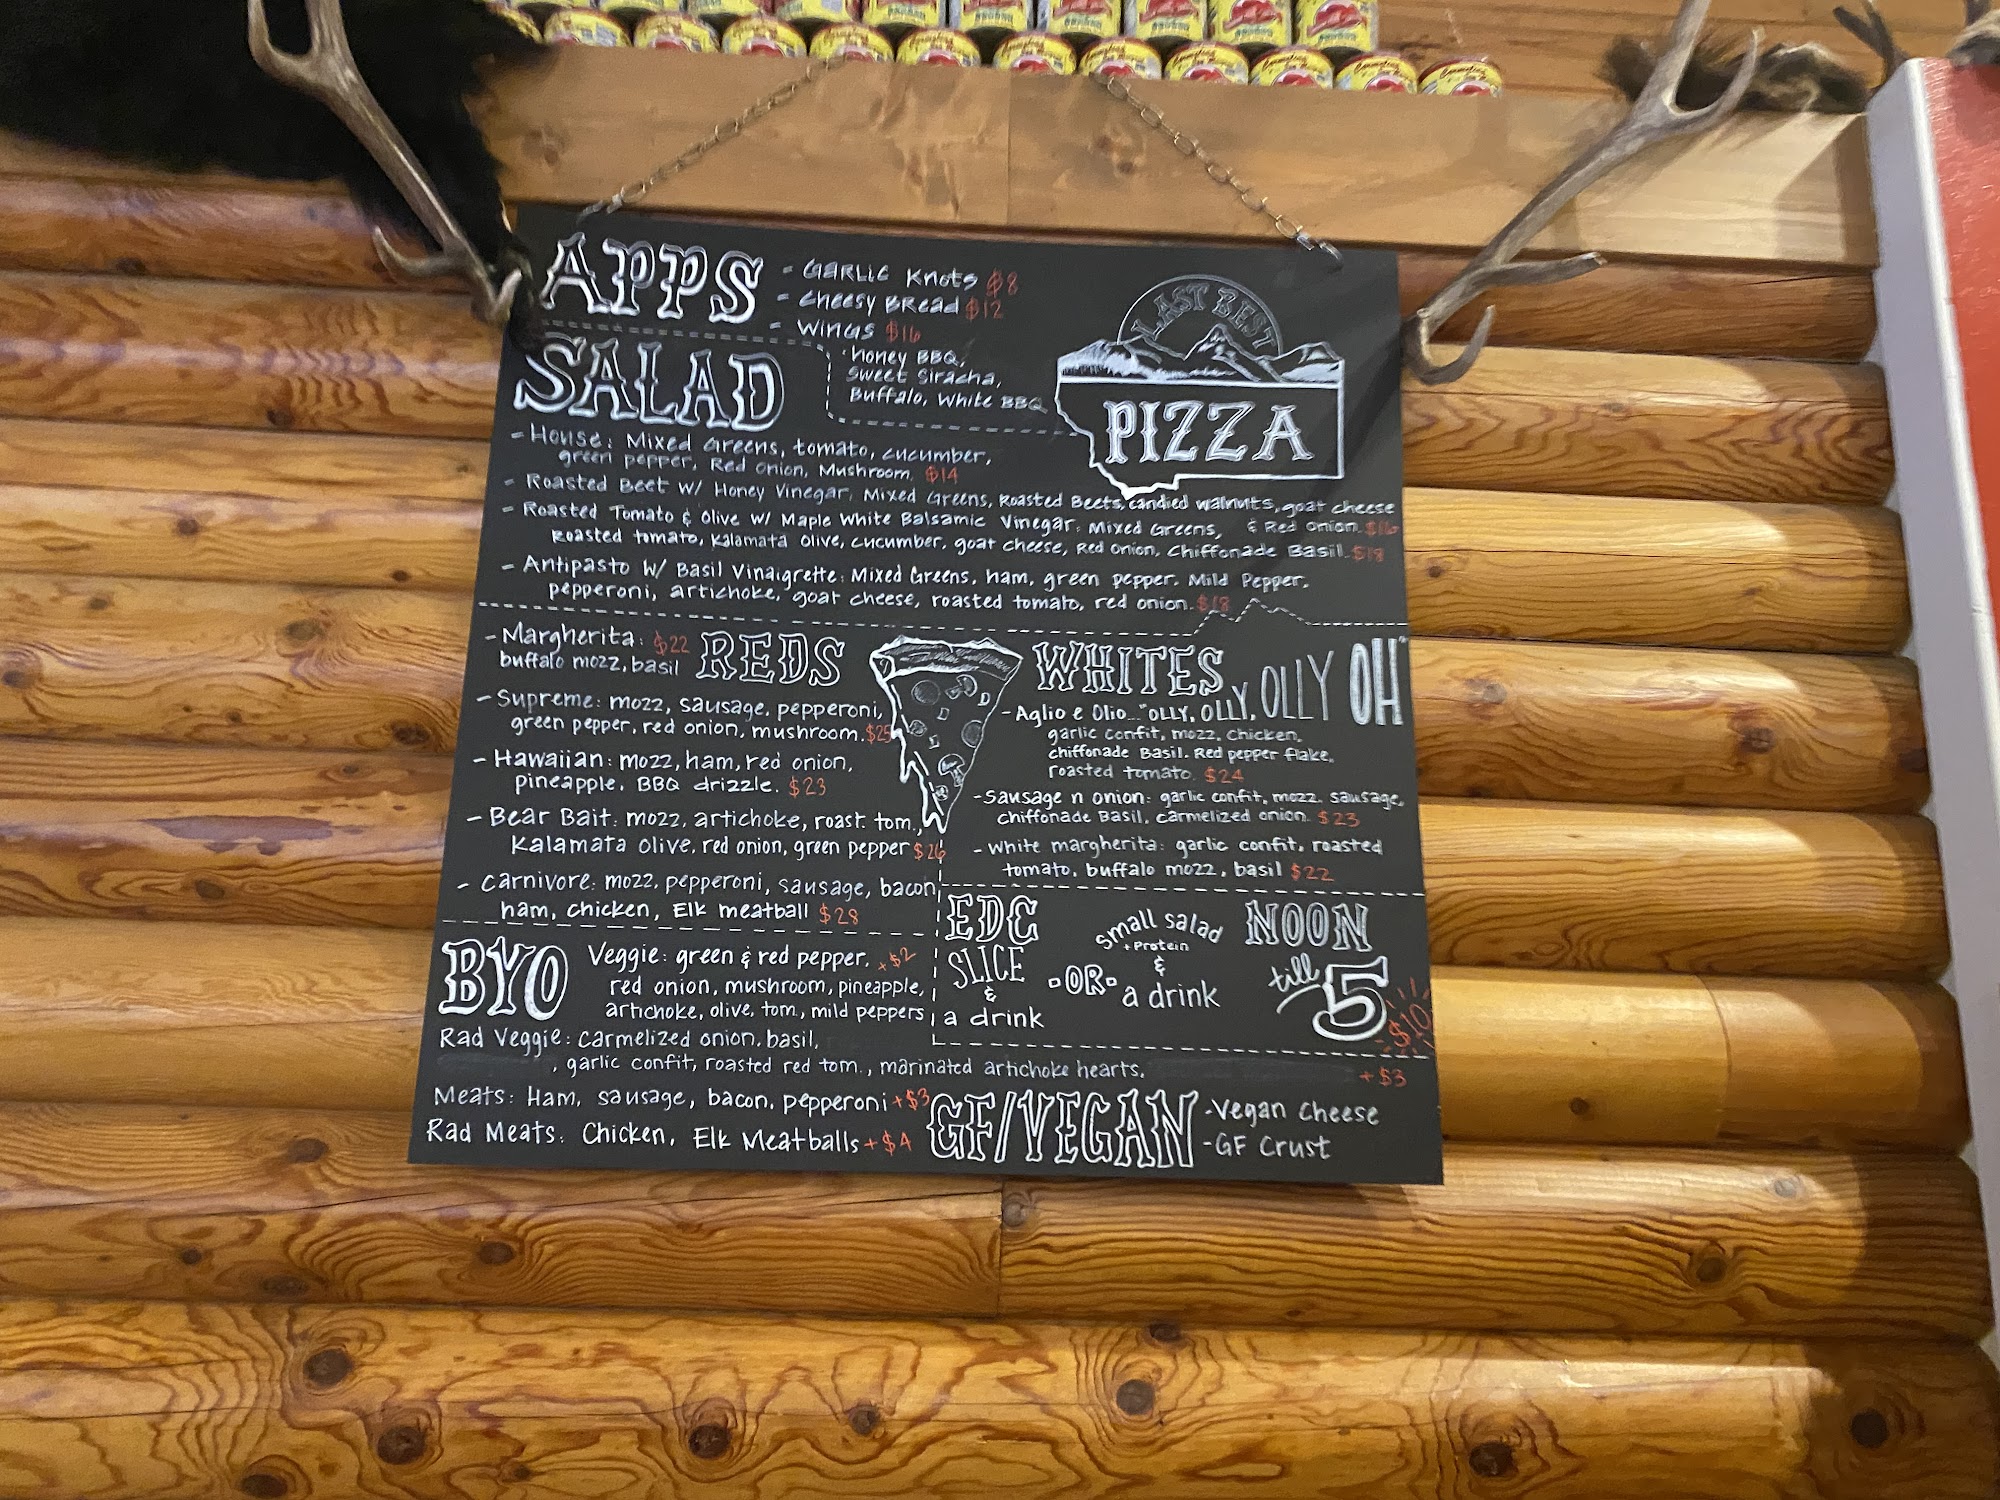 APPS
- GARLIC Knots $8
- Cheesy BRead $12
- Wings $16
Honey BBQ,
Sweet Siracha,
Buffalo, White BBQ
LAST BEST
PIZZA
SALAD
- House: Mixed Greens, tomato, cucumber,
green pepper, Red Onion, Mushroom. $14
- Roasted Beet W/ Honey Vinegar, Mixed Greens, Roasted Beets, candied walnuts, goat cheese
& Red Onion. $16
- Roasted Tomato & Olive W/ Maple White Balsamic Vinegar: Mixed Greens,
roasted tomato, Kalamata Olive, cucumber, goat cheese, Red Onion, Chiffonade Basil. $18
- Antipasto W/ Basil Vinaigrette: Mixed Greens, ham, green pepper, Mild Pepper,
pepperoni, artichoke, goat cheese, roasted tomato, red onion. $18
REDS
- Margherita: $22
buffalo mozz, basil
- Supreme: mozz, sausage, pepperoni,
green pepper, red onion, mushroom. $25
- Hawaiian: mozz, ham, red onion,
pineapple, BBQ drizzle. $23
- Bear Bait: mozz, artichoke, roast. tom.,
Kalamata olive, red onion, green pepper $26
- Carnivore: mozz, pepperoni, sausage, bacon,
ham, chicken, Elk meatball $28
WHITES
- Aglio e Olio... "OLLY, OLLY, OLLY OH"
garlic confit, mozz, chicken,
chiffonade Basil, Red pepper flake,
roasted tomato. $24
- Sausage n onion: garlic confit, mozz, sausage,
chiffonade Basil, carmelized onion. $23
- White margherita: garlic confit, roasted
tomato, buffalo mozz, basil $22
EDC
SLICE
&
a drink
-OR-
small salad
+ Protein
&
a drink
NOON
till
5
$10
BYO
Veggie: green & red pepper, +$2
red onion, mushroom, pineapple,
artichoke, olive, tom., mild peppers
Rad Veggie: carmelized onion, basil,
, garlic confit, roasted red tom., marinated artichoke hearts. +$3
Meats: Ham, sausage, bacon, pepperoni +$3
Rad Meats: Chicken, Elk Meatballs +$4
GF/VEGAN
- Vegan Cheese
- GF Crust